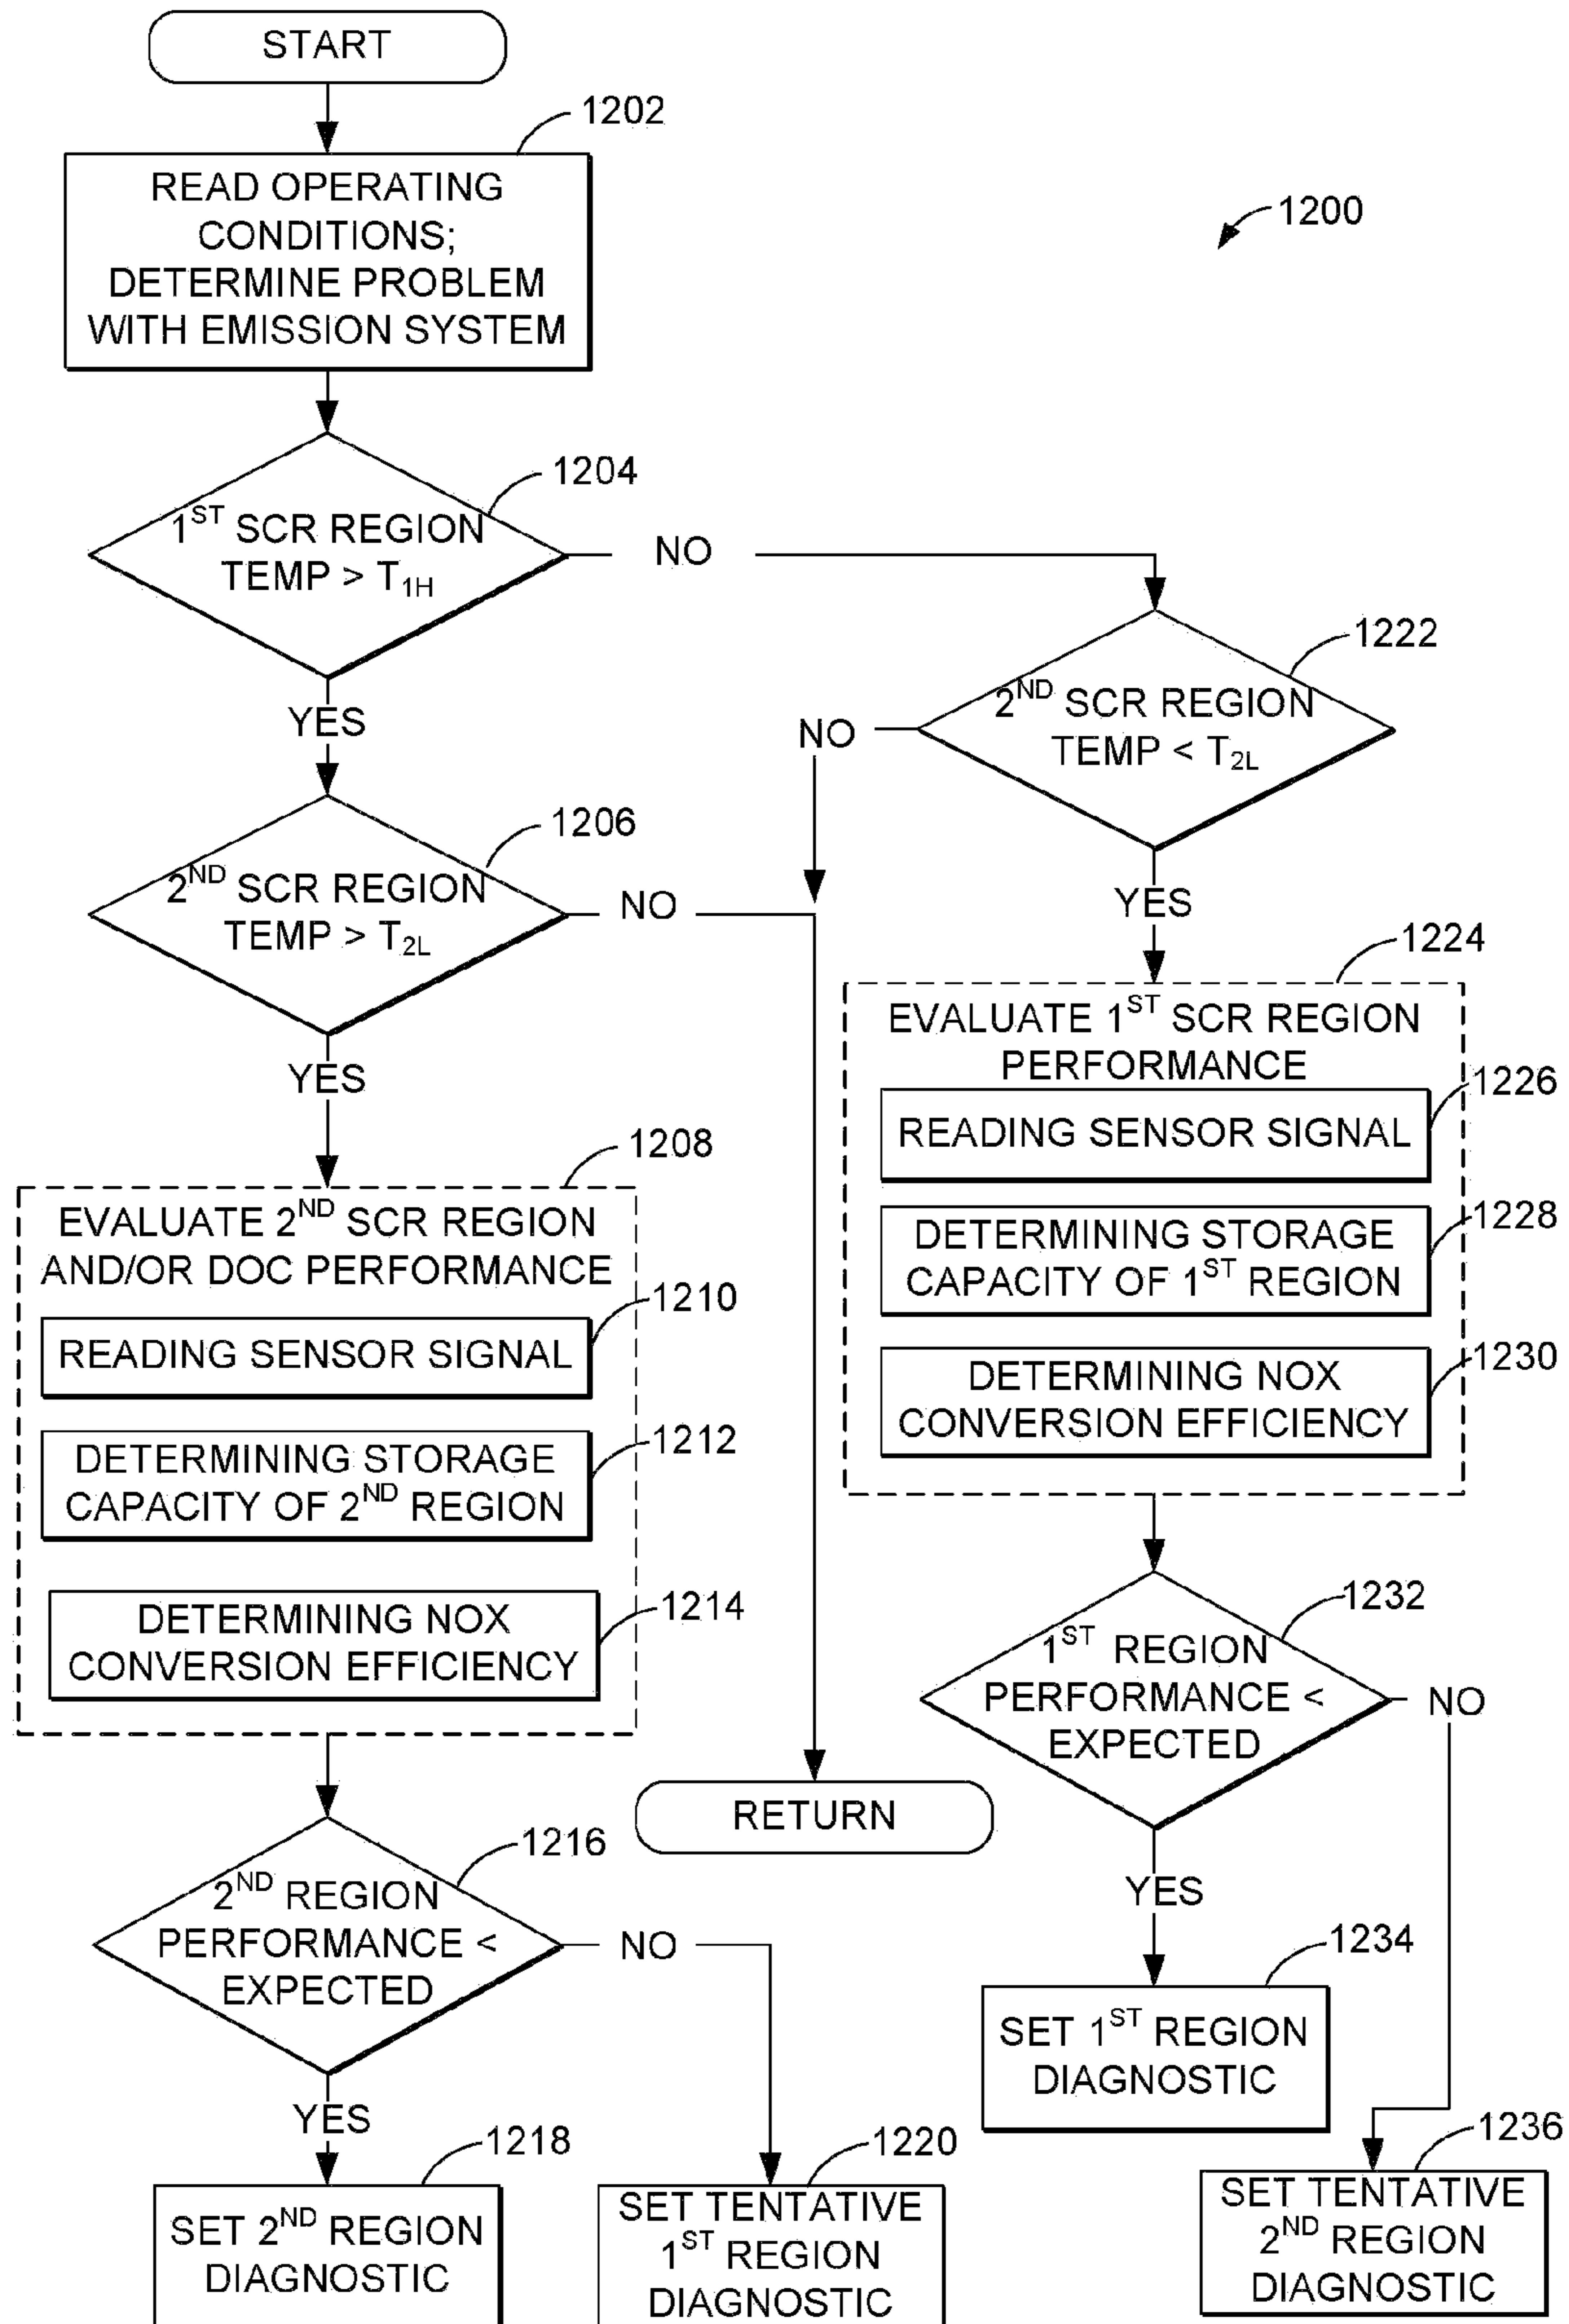 START
1202
READ OPERATING
CONDITIONS;
DETERMINE PROBLEM
WITH EMISSION SYSTEM
1200
1204
1ST SCR REGION
TEMP > T1H
NO
YES
1222
2ND SCR REGION
TEMP < T2L
NO
YES
1206
2ND SCR REGION
TEMP > T2L
NO
YES
1208
EVALUATE 2ND SCR REGION
AND/OR DOC PERFORMANCE
1210
READING SENSOR SIGNAL
1212
DETERMINING STORAGE
CAPACITY OF 2ND REGION
1214
DETERMINING NOX
CONVERSION EFFICIENCY
1224
EVALUATE 1ST SCR REGION
PERFORMANCE
1226
READING SENSOR SIGNAL
1228
DETERMINING STORAGE
CAPACITY OF 1ST REGION
1230
DETERMINING NOX
CONVERSION EFFICIENCY
RETURN
1216
2ND REGION
PERFORMANCE <
EXPECTED
NO
YES
1218
SET 2ND REGION
DIAGNOSTIC
1220
SET TENTATIVE
1ST REGION
DIAGNOSTIC
1232
1ST REGION
PERFORMANCE <
EXPECTED
NO
YES
1234
SET 1ST REGION
DIAGNOSTIC
1236
SET TENTATIVE
2ND REGION
DIAGNOSTIC